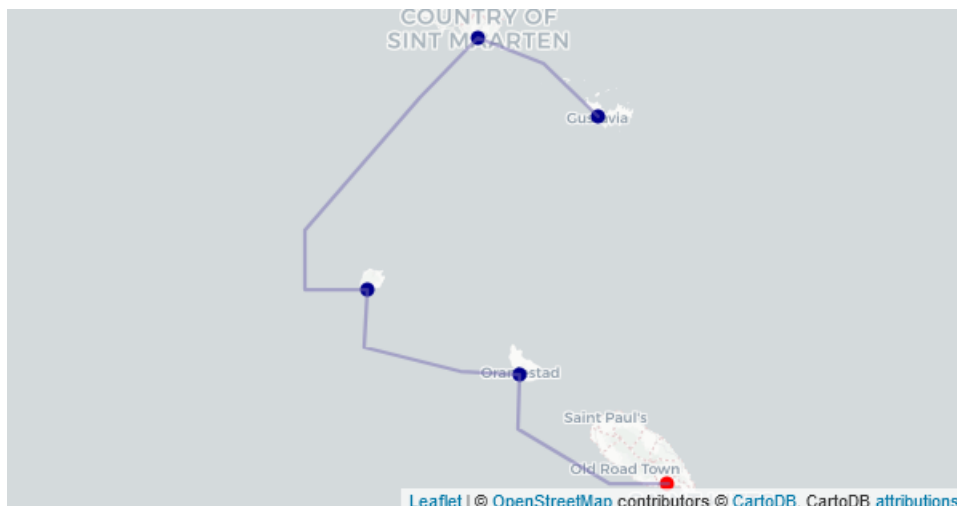 COUNTRY OF
SINT MAARTEN
Gustavia
Oranjestad
Saint Paul's
Old Road Town
Leaflet | © OpenStreetMap contributors © CartoDB, CartoDB attributions